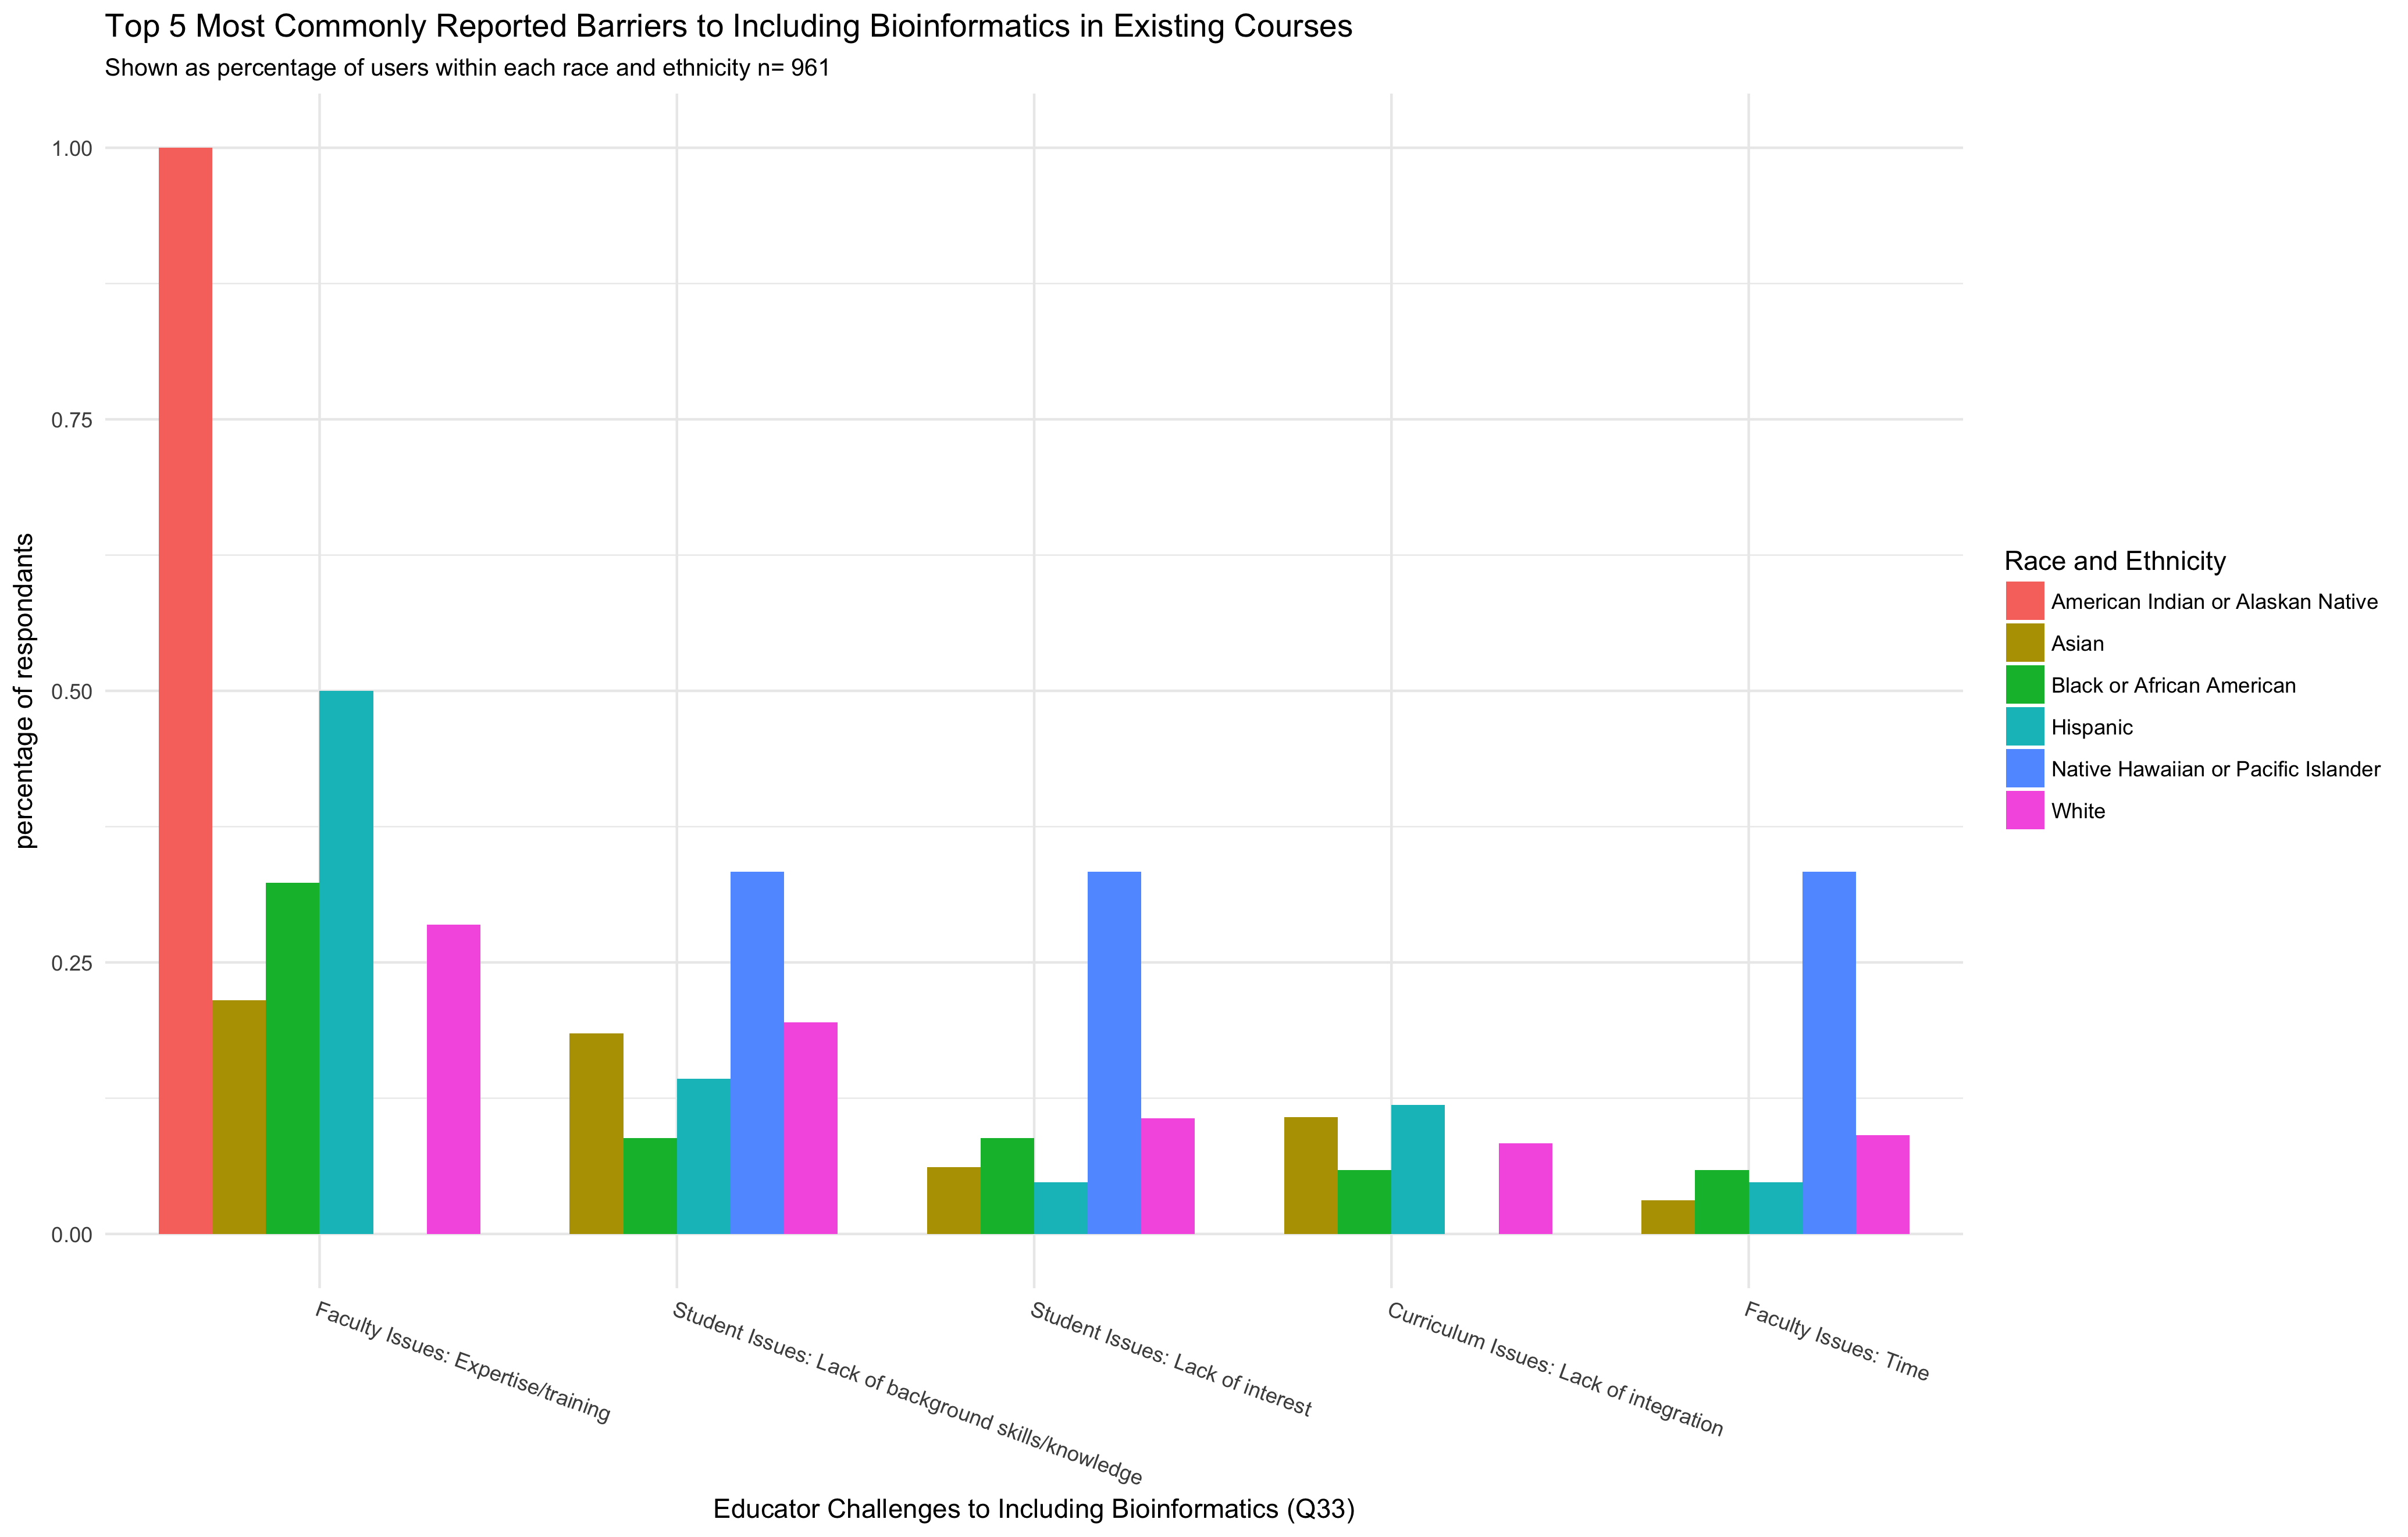 Top 5 Most Commonly Reported Barriers to Including Bioinformatics in Existing Courses
Shown as percentage of users within each race and ethnicity n= 961
percentage of respondants
1.00
0.75
0.50
0.25
0.00
Faculty Issues: Expertise/training
Student Issues: Lack of background skills/knowledge
Student Issues: Lack of interest
Curriculum Issues: Lack of integration
Faculty Issues: Time
Educator Challenges to Including Bioinformatics (Q33)
Race and Ethnicity
American Indian or Alaskan Native
Asian
Black or African American
Hispanic
Native Hawaiian or Pacific Islander
White